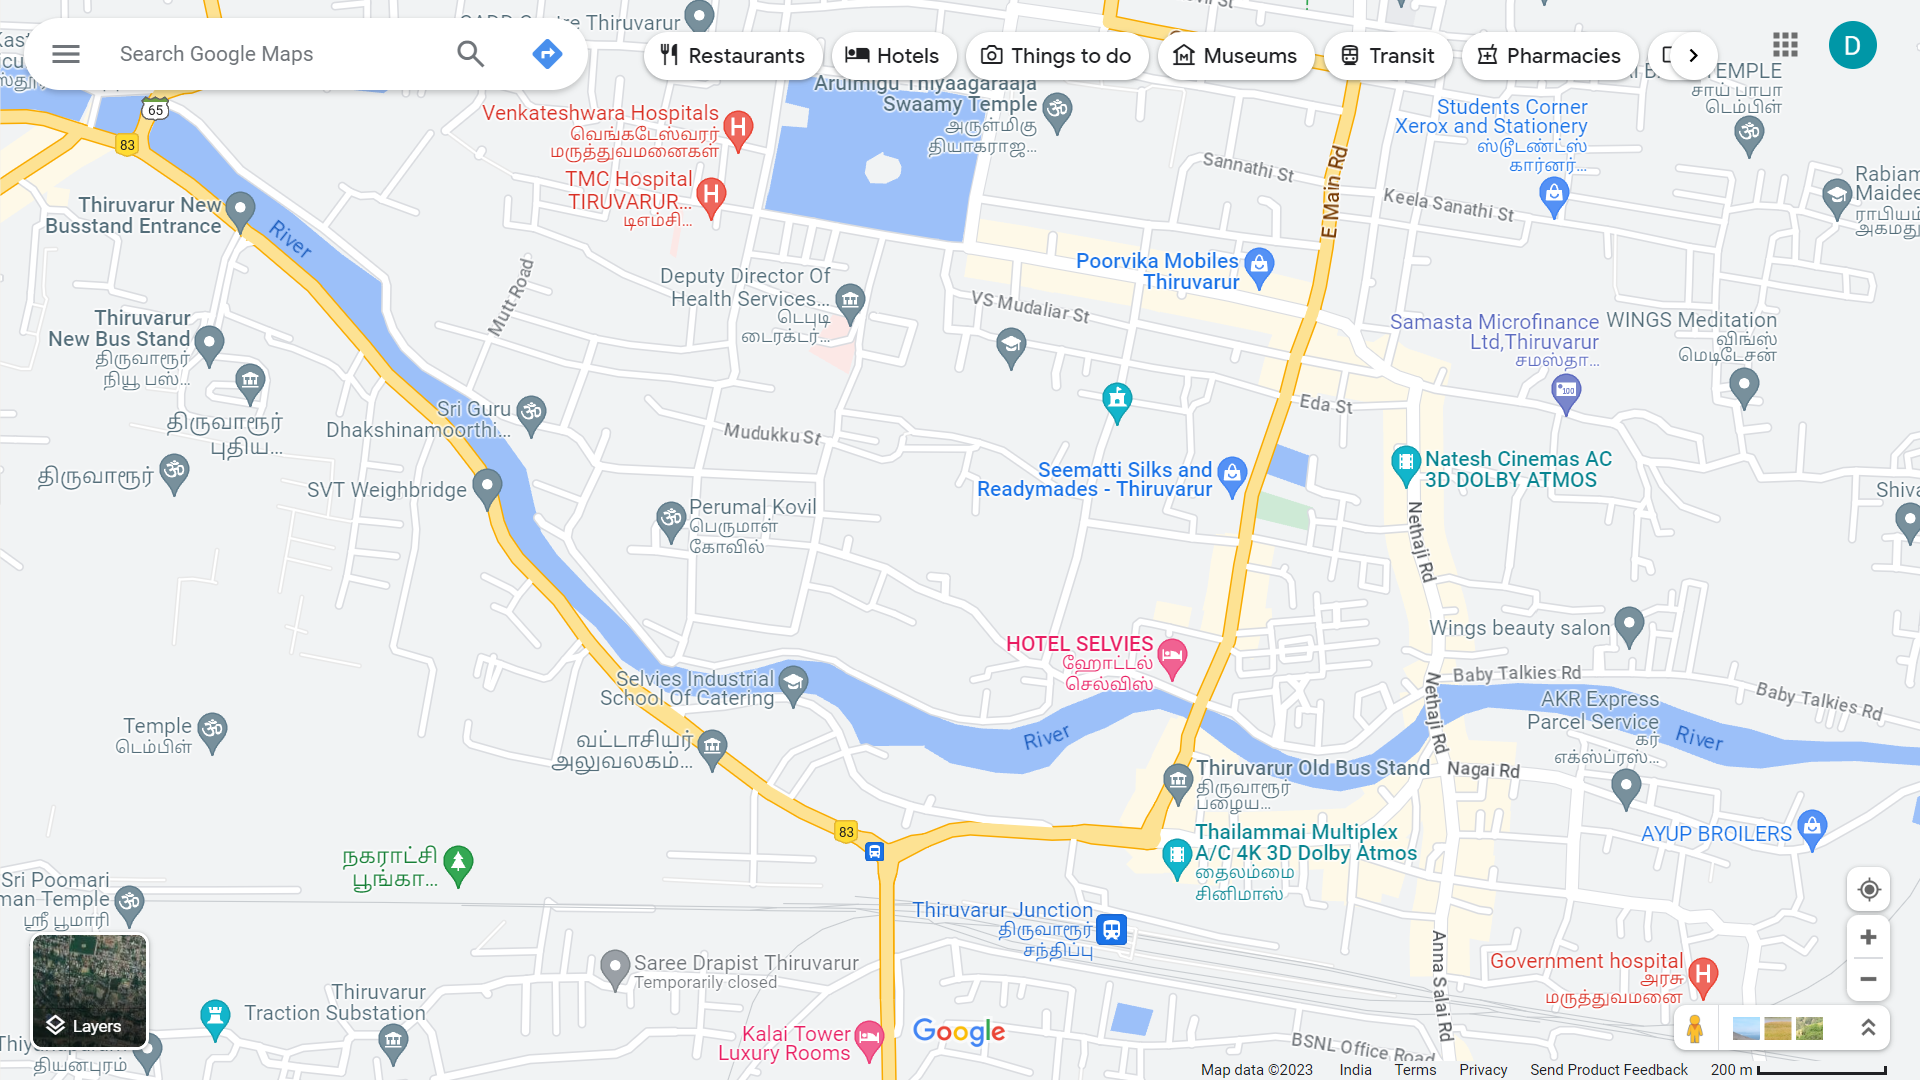 Search Google Maps
Restaurants
Hotels
Things to do
Museums
Transit
Pharmacies
D
65
83
Venkateshwara Hospitals
வெங்கடேஸ்வரர்
மருத்துவமனைகள்
TMC Hospital
TIRUVARUR...
டிஎம்சி...
Arulmigu Thiyaagaraaja
Swaamy Temple
அருள்மிகு
தியாகராஜ...
Students Corner
Xerox and Stationery
ஸ்டூடண்ட்ஸ்
கார்னர்...
TEMPLE
சாய் பாபா
டெம்பிள்
Sannathi St
E Main Rd
Keela Sanathi St
Thiruvarur New
Busstand Entrance
River
Mutt Road
Deputy Director Of
Health Services...
டெபுடி
டைரக்டர்...
Poorvika Mobiles
Thiruvarur
VS Mudaliar St
Thiruvarur
New Bus Stand
திருவாரூர்
நியூ பஸ்...
Samasta Microfinance
Ltd,Thiruvarur
சமஸ்தா...
WINGS Meditation
விங்ஸ்
மெடிடேசன்
திருவாரூர்
புதிய...
Sri Guru
Dhakshinamoorthi...
Mudukku St
Eda St
திருவாரூர்
SVT Weighbridge
Seematti Silks and
Readymades - Thiruvarur
Natesh Cinemas AC
3D DOLBY ATMOS
Perumal Kovil
பெருமாள்
கோவில்
Nethaji Rd
HOTEL SELVIES
ஹோட்டல்
செல்விஸ்
Wings beauty salon
Baby Talkies Rd
Baby Talkies Rd
Selvies Industrial
School Of Catering
AKR Express
Parcel Service
கர்
எக்ஸ்ப்ரஸ்...
Nethaji Rd
River
River
Temple
டெம்பிள்
வட்டாசியர்
அலுவலகம்...
Thiruvarur Old Bus Stand
திருவாரூர்
பழைய...
Nagai Rd
83
Thailammai Multiplex
A/C 4K 3D Dolby Atmos
தைலம்மை
சினிமாஸ்
AYUP BROILERS
நகராட்சி
பூங்கா...
Sri Poomari
man Temple
ஸ்ரீ பூமாரி
Thiruvarur Junction
திருவாரூர்
சந்திப்பு
Anna Salai Rd
Saree Drapist Thiruvarur
Temporarily closed
Government hospital
அரசு
மருத்துவமனை
Thiruvarur
Traction Substation
Layers
Kalai Tower
Luxury Rooms
Google
BSNL Office Road
தியனபுரம்
Map data ©2023
India
Terms
Privacy
Send Product Feedback
200 m